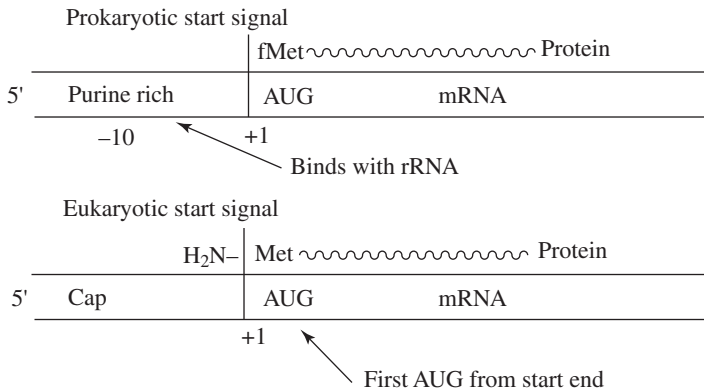 Prokaryotic start signal
fMet Protein
5' Purine rich AUG mRNA
–10 +1
Binds with rRNA
Eukaryotic start signal
H₂N– Met Protein
5' Cap AUG mRNA
+1
First AUG from start end